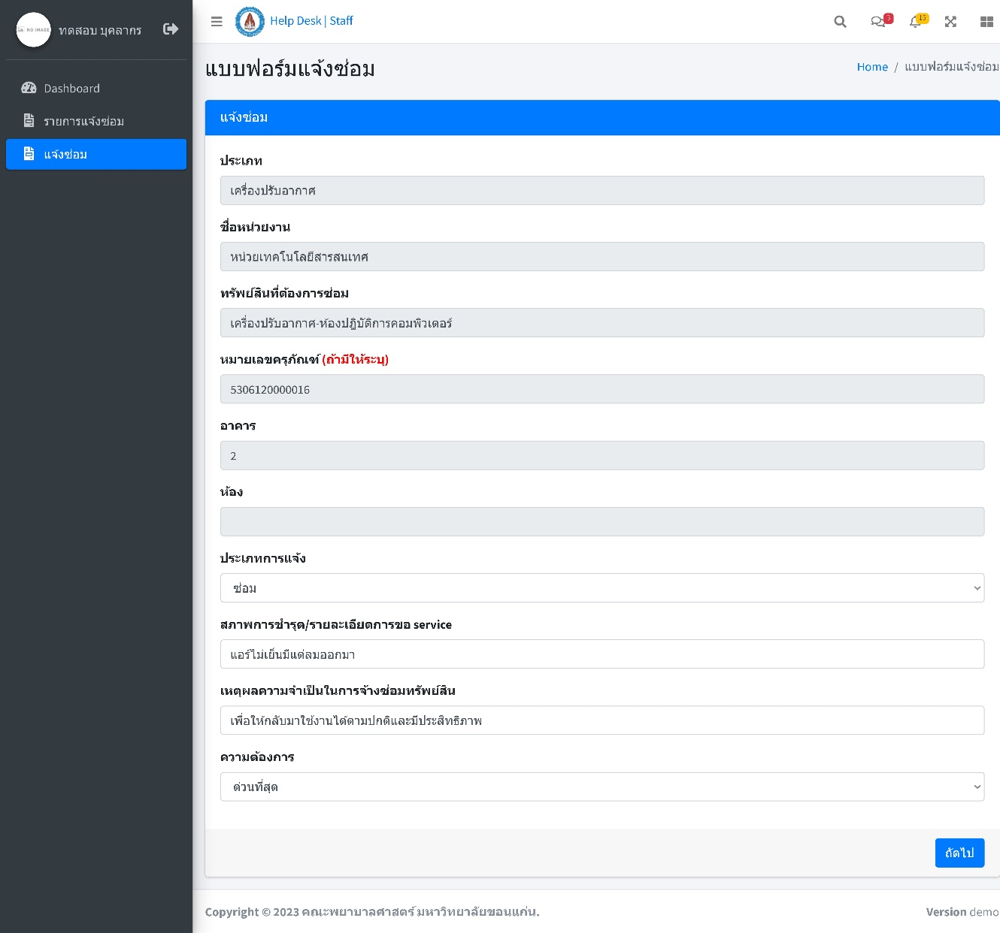 NO IMAGE
ทดสอบ บุคลากร
Dashboard
รายการแจ้งซ่อม
แจ้งซ่อม
Help Desk | Staff
3
15
แบบฟอร์มแจ้งซ่อม
Home / แบบฟอร์มแจ้งซ่อม
แจ้งซ่อม
ประเภท
เครื่องปรับอากาศ
ชื่อหน่วยงาน
หน่วยเทคโนโลยีสารสนเทศ
ทรัพย์สินที่ต้องการซ่อม
เครื่องปรับอากาศ-ห้องปฎิบัติการคอมพิวเตอร์
หมายเลขครุภัณฑ์ (ถ้ามีให้ระบุ)
5306120000016
อาคาร
2
ห้อง
ประเภทการแจ้ง
ซ่อม
สภาพการชำรุด/รายละเอียดการขอ service
แอร์ไม่เย็นมีแต่ลมออกมา
เหตุผลความจำเป็นในการจ้างซ่อมทรัพย์สิน
เพื่อให้กลับมาใช้งานได้ตามปกติและมีประสิทธิภาพ
ความต้องการ
ด่วนที่สุด
ถัดไป
Copyright © 2023 คณะพยาบาลศาสตร์ มหาวิทยาลัยขอนแก่น.
Version demo